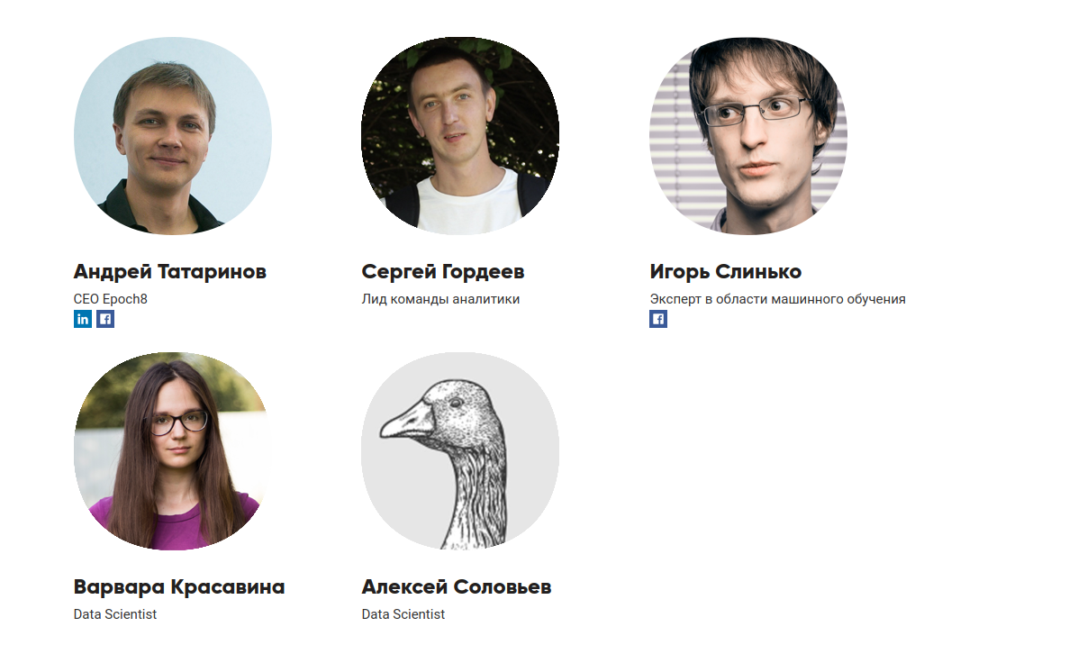 Андрей Татаринов
CEO Epoch8
in
Сергей Гордеев
Лид команды аналитики
Игорь Слинько
Эксперт в области машинного обучения
Варвара Красавина
Data Scientist
Алексей Соловьев
Data Scientist